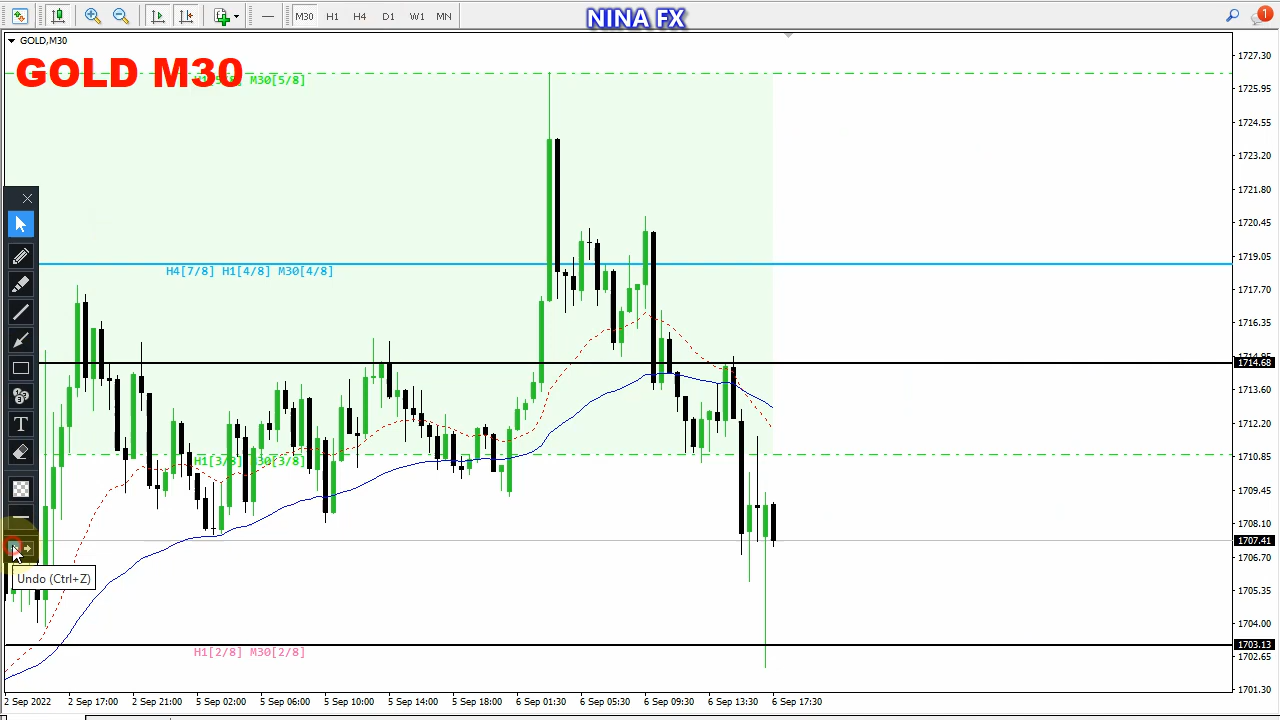 M30 H1 H4 D1 W1 MN
NINA FX
1
GOLD,M30
GOLD M30
M30[5/8]
H4[7/8] H1[4/8] M30[4/8]
H1[3/8] M30[3/8]
H1[2/8] M30[2/8]
T
Undo (Ctrl+Z)
1727.30
1725.95
1724.55
1723.20
1721.80
1720.45
1719.05
1717.70
1716.35
1714.68
1713.60
1712.20
1710.85
1709.45
1708.10
1707.41
1706.70
1705.35
1704.00
1703.13
1702.65
1701.30
2 Sep 2022 2 Sep 17:00 2 Sep 21:00 5 Sep 02:00 5 Sep 06:00 5 Sep 10:00 5 Sep 14:00 5 Sep 18:00 6 Sep 01:30 6 Sep 05:30 6 Sep 09:30 6 Sep 13:30 6 Sep 17:30